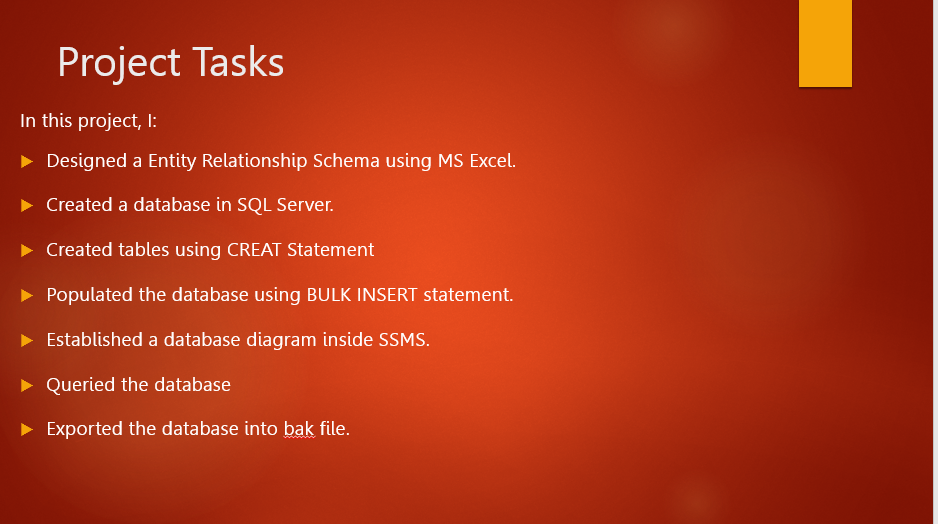 Project Tasks
In this project, I:
Designed a Entity Relationship Schema using MS Excel.
Created a database in SQL Server.
Created tables using CREAT Statement
Populated the database using BULK INSERT statement.
Established a database diagram inside SSMS.
Queried the database
Exported the database into bak file.